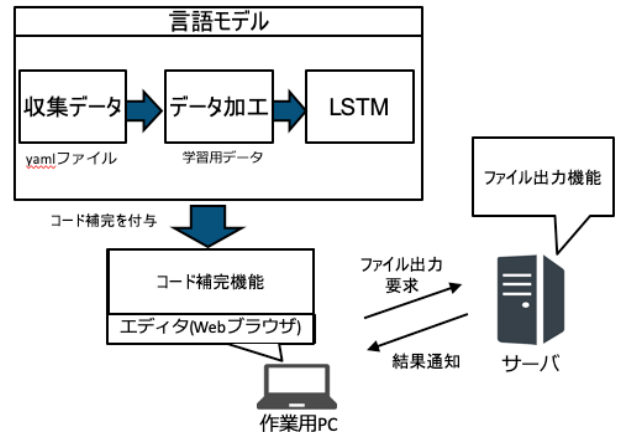 言語モデル
収集データ
データ加工
LSTM
yamlファイル
学習用データ
ファイル出力機能
コード補完を付与
コード補完機能
エディタ(Webブラウザ)
ファイル出力
要求
結果通知
サーバ
作業用PC